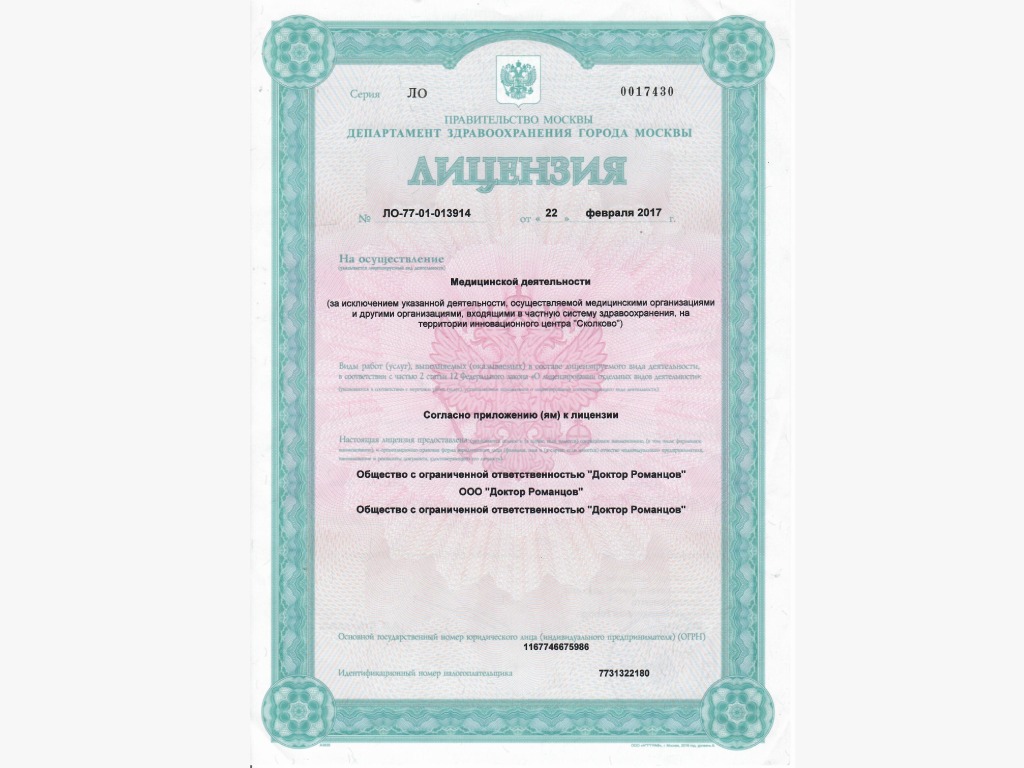 Серия ЛО 0017430
ПРАВИТЕЛЬСТВО МОСКВЫ
ДЕПАРТАМЕНТ ЗДРАВООХРАНЕНИЯ ГОРОДА МОСКВЫ
ЛИЦЕНЗИЯ
№ ЛО-77-01-013914 от « 22 » февраля 2017 г.
На осуществление
(указывается лицензируемый вид деятельности)
Медицинской деятельности
(за исключением указанной деятельности, осуществляемой медицинскими организациями
и другими организациями, входящими в частную систему здравоохранения, на
территории инновационного центра "Сколково")
Виды работ (услуг), выполняемых (оказываемых) в составе лицензируемого вида деятельности,
в соответствии с частью 2 статьи 12 Федерального закона «О лицензировании отдельных видов деятельности»
Согласно приложению (ям) к лицензии
Настоящая лицензия предоставлена
Общество с ограниченной ответственностью "Доктор Романцов"
ООО "Доктор Романцов"
Общество с ограниченной ответственностью "Доктор Романцов"
Основной государственный номер юридического лица (индивидуального предпринимателя) (ОГРН)
1167746675986
Идентификационный номер налогоплательщика 7731322180